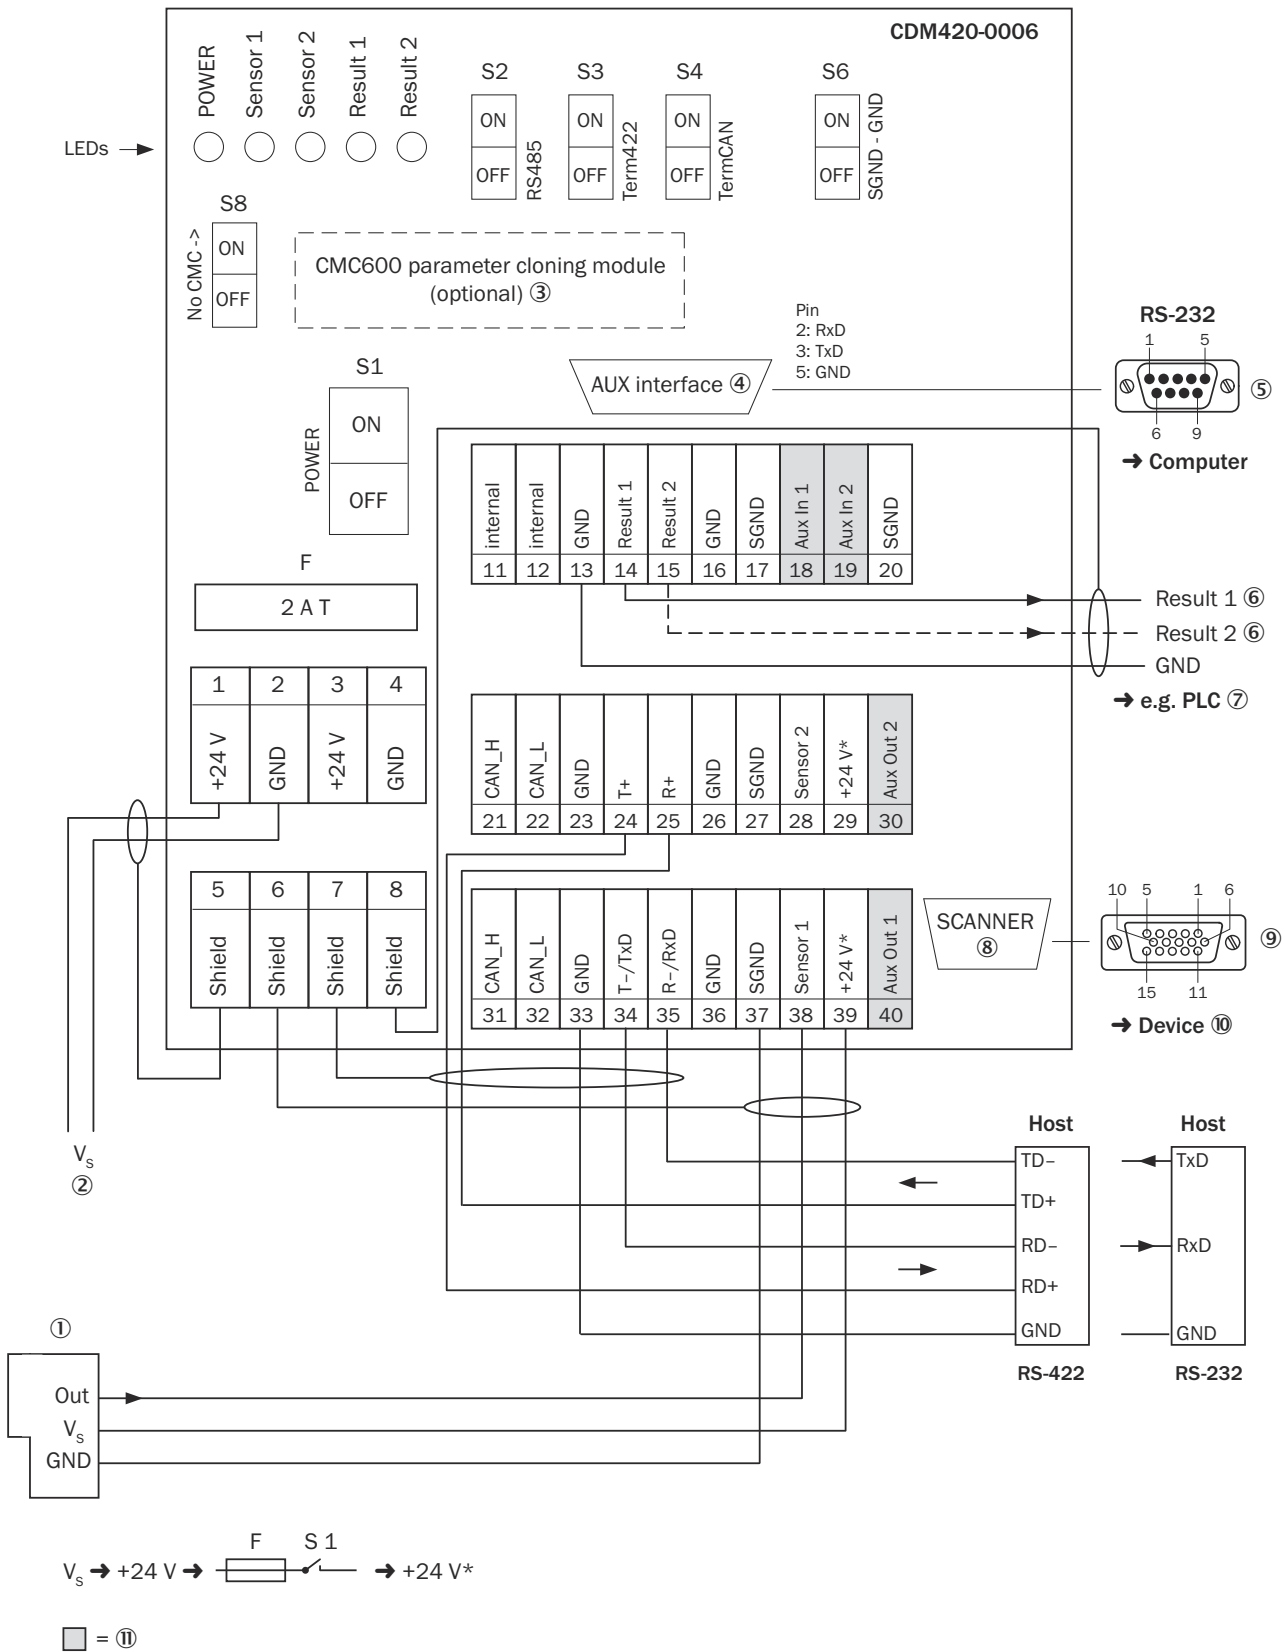 CDM420-0006
POWER
Sensor 1
Sensor 2
Result 1
Result 2
LEDs
S2
ON
OFF
RS485
S3
ON
OFF
Term422
S4
ON
OFF
TermCAN
S6
ON
OFF
SGND - GND
S8
ON
OFF
No CMC ->
CMC600 parameter cloning module
(optional) ③
Pin
2: RxD
3: TxD
5: GND
AUX interface ④
RS-232
1 5
6 9
⑤
➔ Computer
S1
ON
OFF
POWER
F
2 A T
internal
internal
GND
Result 1
Result 2
GND
SGND
Aux In 1
Aux In 2
SGND
11 12 13 14 15 16 17 18 19 20
Result 1 ⑥
Result 2 ⑥
GND
➔ e.g. PLC ⑦
1 2 3 4
+24 V
GND
+24 V
GND
CAN_H
CAN_L
GND
T+
R+
GND
SGND
Sensor 2
+24 V*
Aux Out 2
21 22 23 24 25 26 27 28 29 30
5 6 7 8
Shield
Shield
Shield
Shield
CAN_H
CAN_L
GND
T–/TxD
R–/RxD
GND
SGND
Sensor 1
+24 V*
Aux Out 1
31 32 33 34 35 36 37 38 39 40
SCANNER
⑧
10 5 1 6
15 11
⑨
➔ Device ⑩
Vs
②
Host
TD–
TD+
RD–
RD+
GND
RS-422
Host
TxD
RxD
GND
RS-232
①
Out
Vs
GND
F S 1
Vs ➔ +24 V ➔ ➔ +24 V*
= ⑪